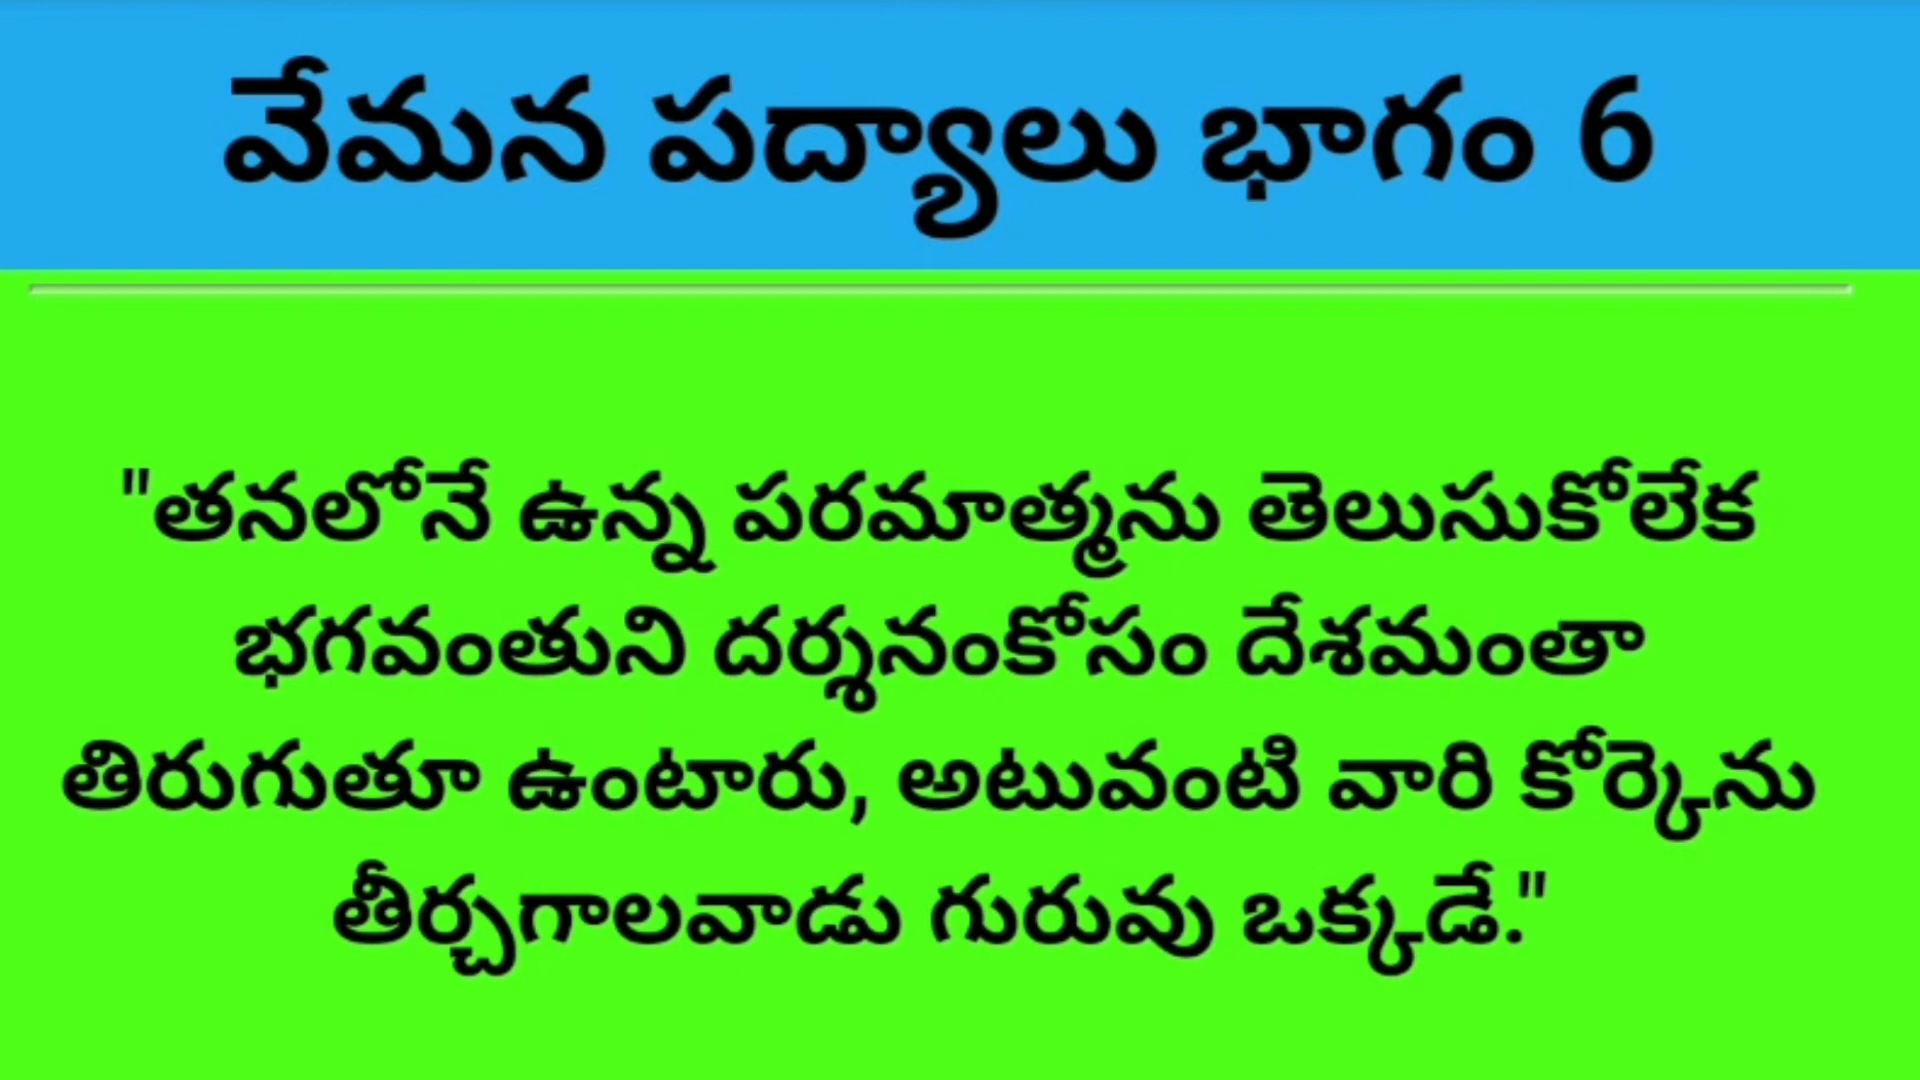 వేమన పద్యాలు భాగం 6
"తనలోనే ఉన్న పరమాత్మను తెలుసుకోలేక
భగవంతుని దర్శనంకోసం దేశమంతా
తిరుగుతూ ఉంటారు, అటువంటి వారి కోర్కెను
తీర్చగాలవాడు గురువు ఒక్కడే."